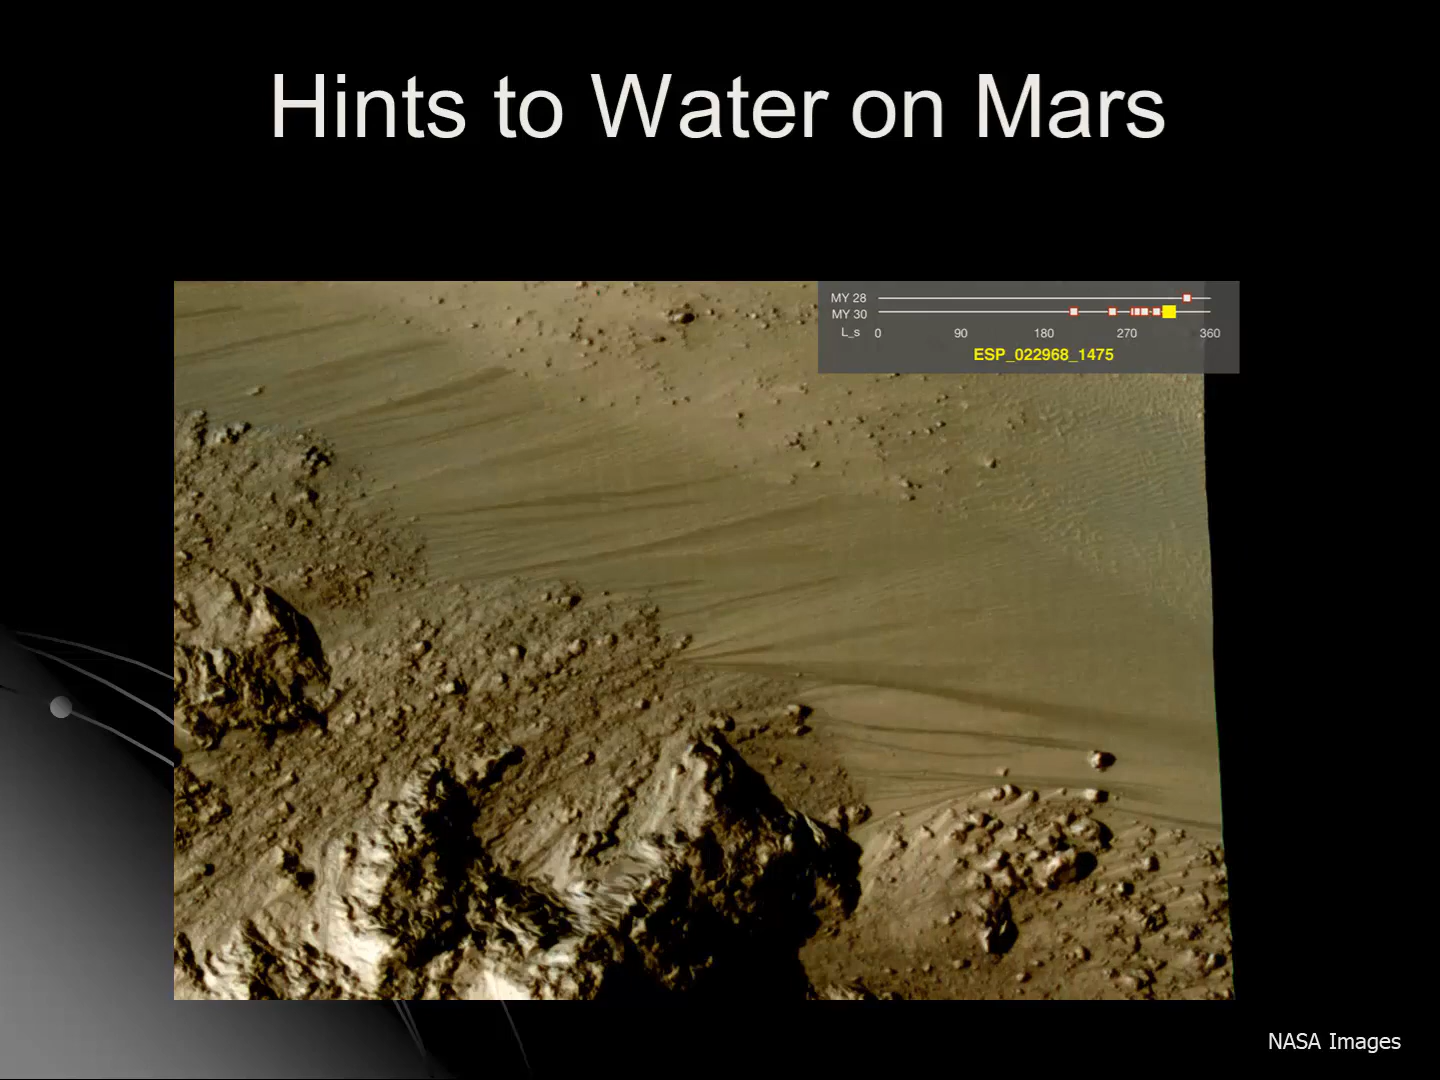 Hints to Water on Mars
MY 28
MY 30
L_s 0 90 180 270 360
ESP_022968_1475
NASA Images